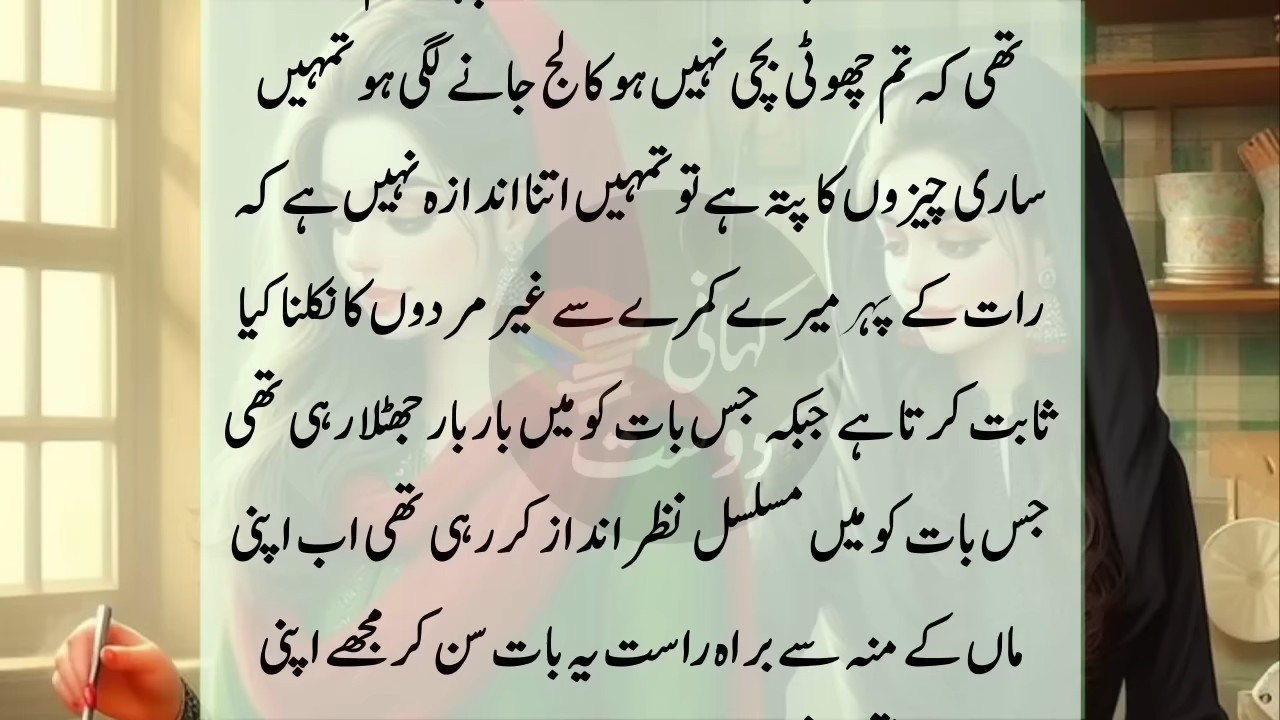 تھی کہ تم چھوٹی بچی نہیں ہو کالج جانے لگی ہو تمہیں
ساری چیزوں کا پتہ ہے تو تمہیں اتنا اندازہ نہیں ہے کہ
رات کے پہر میرے کمرے سے غیر مردوں کا نکلنا کیا
ثابت کرتا ہے جبکہ جس بات کو میں بار بار جھٹلا رہی تھی
جس بات کو میں مسلسل نظر انداز کر رہی تھی اب اپنی
ماں کے منہ سے براہ راست یہ بات سن کر مجھے اپنی
کہانی
دوست